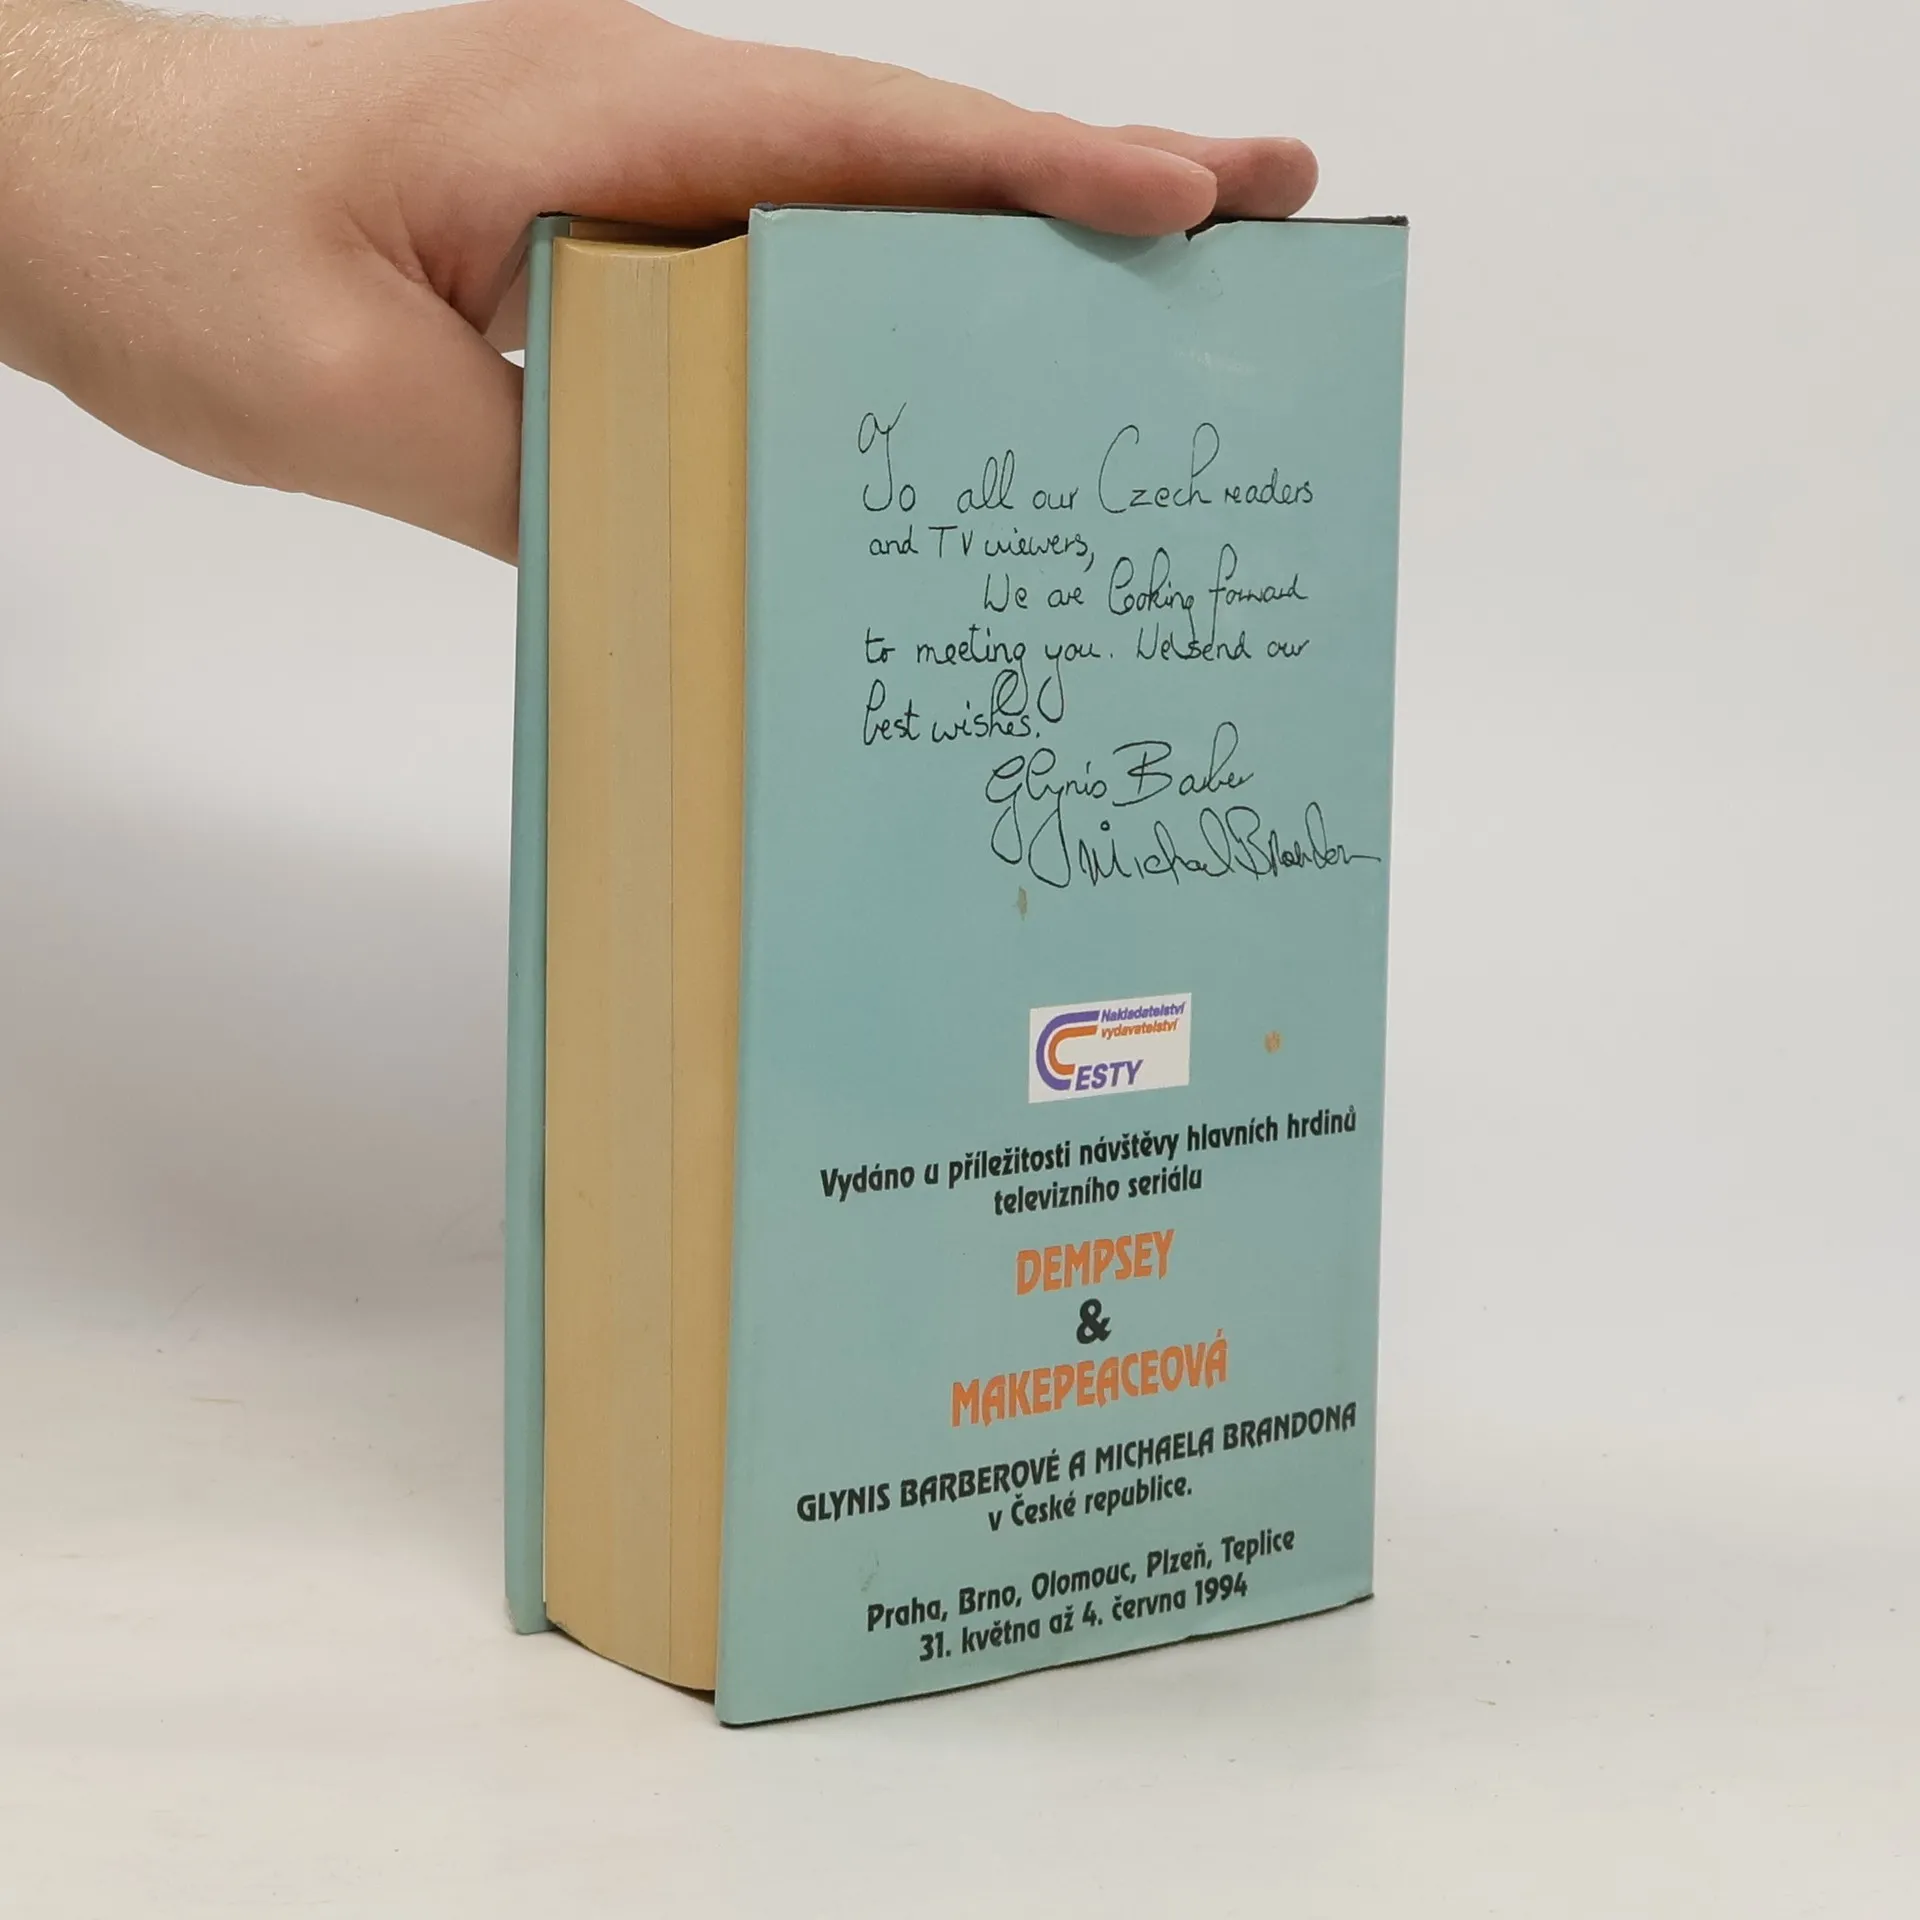 To all our Czech readers
and TV viewers,
We are looking forward
to meeting you. We send our
best wishes.
Glynis Barber
Michael Brandon
Nakladatelství
vydavatelství
CESTY
Vydáno u příležitosti návštěvy hlavních hrdinů
televizního seriálu
DEMPSEY
&
MAKEPEACEOVÁ
GLYNIS BARBEROVÉ A MICHAELA BRANDONA
v České republice.
Praha, Brno, Olomouc, Plzeň, Teplice
31. května až 4. června 1994